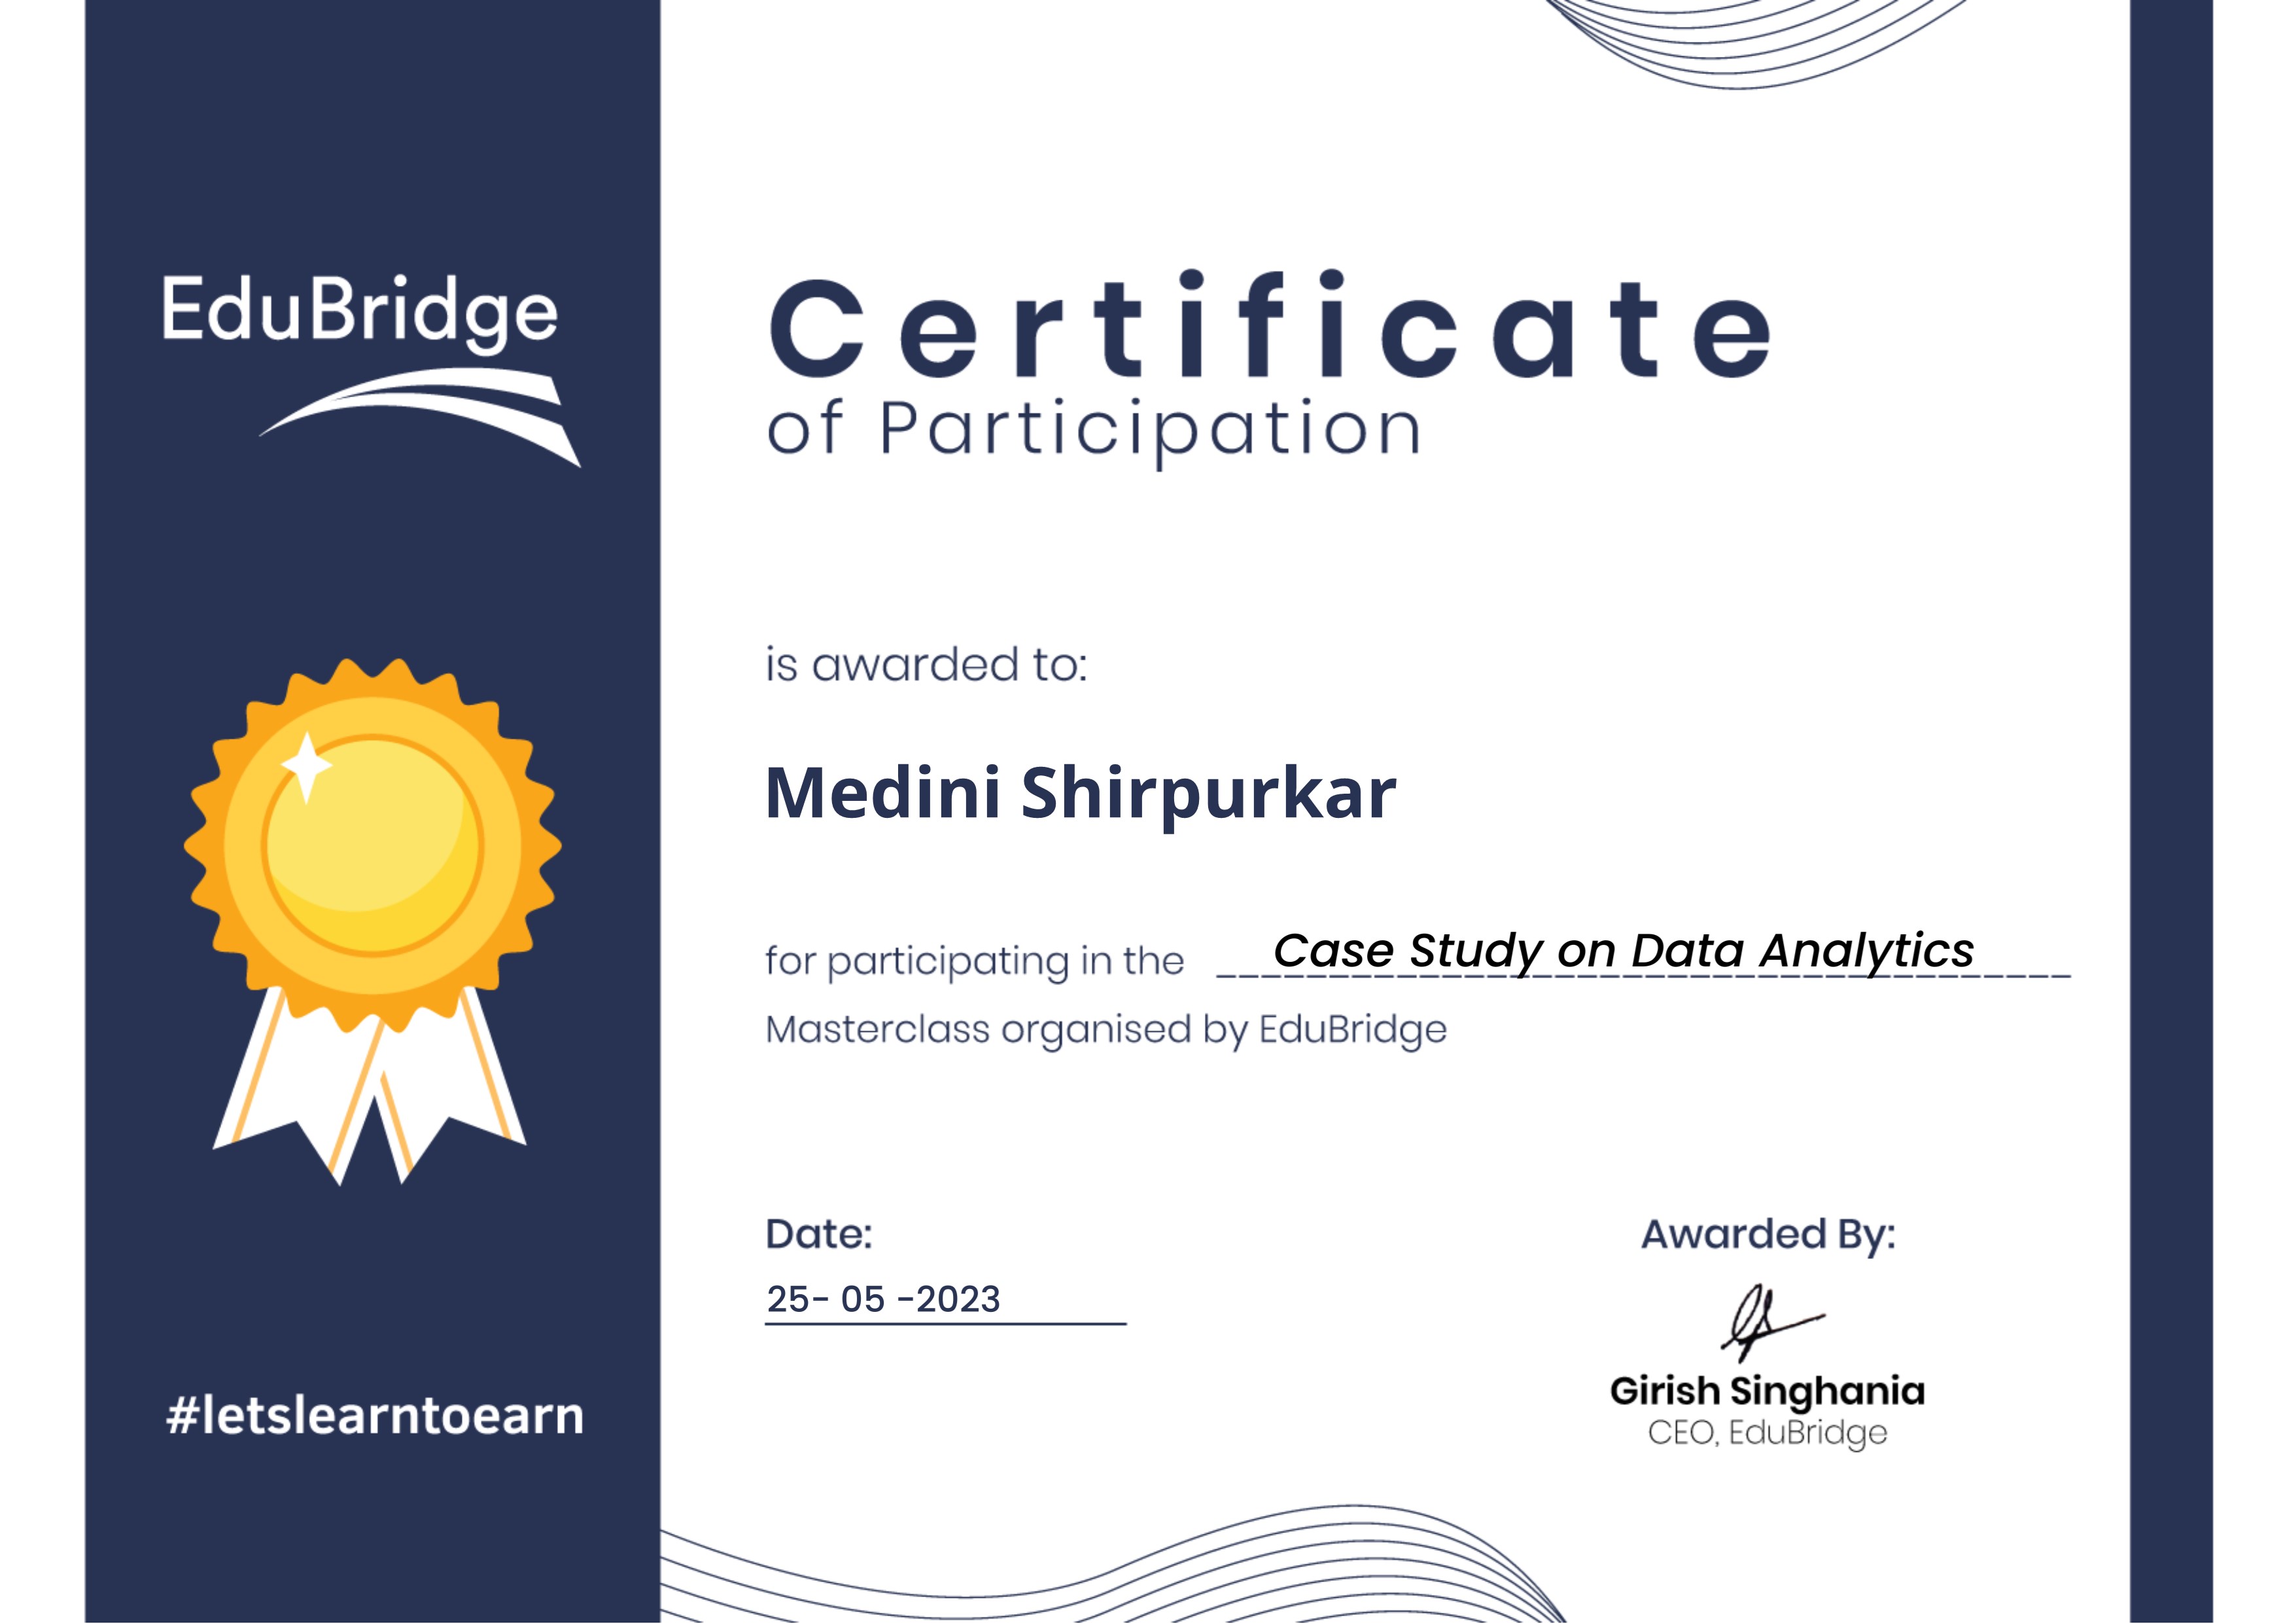 EduBridge
Certificate
of Participation
is awarded to:
Medini Shirpurkar
for participating in the Case Study on Data Analytics
Masterclass organised by EduBridge
Date:
25- 05 -2023
Awarded By:
Girish Singhania
CEO, EduBridge
#letslearntoearn